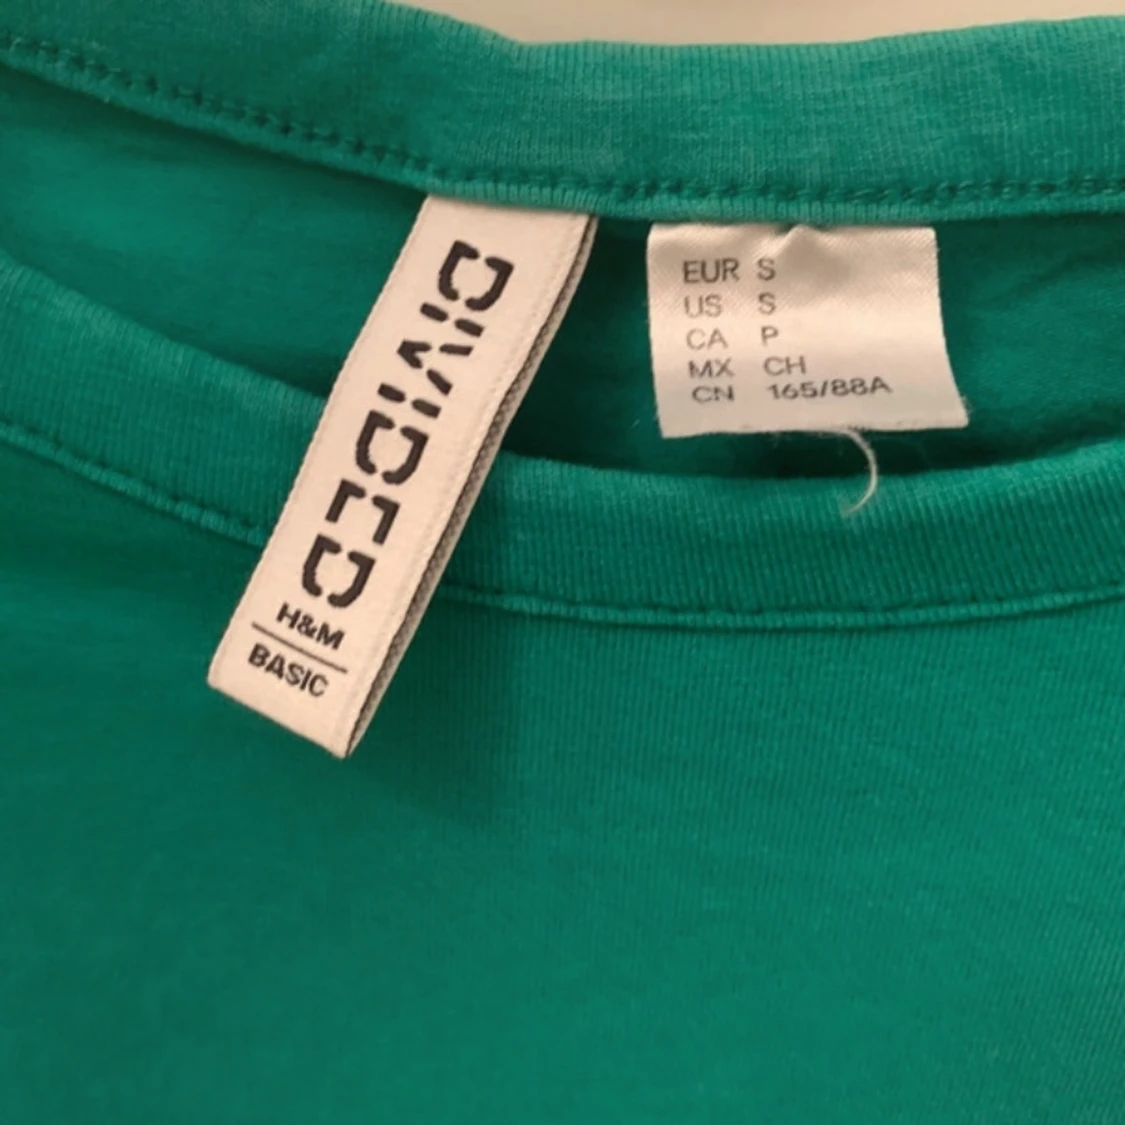 DIVIDED
H&M
BASIC
EUR S
US S
CA P
MX CH
CN 165/88A